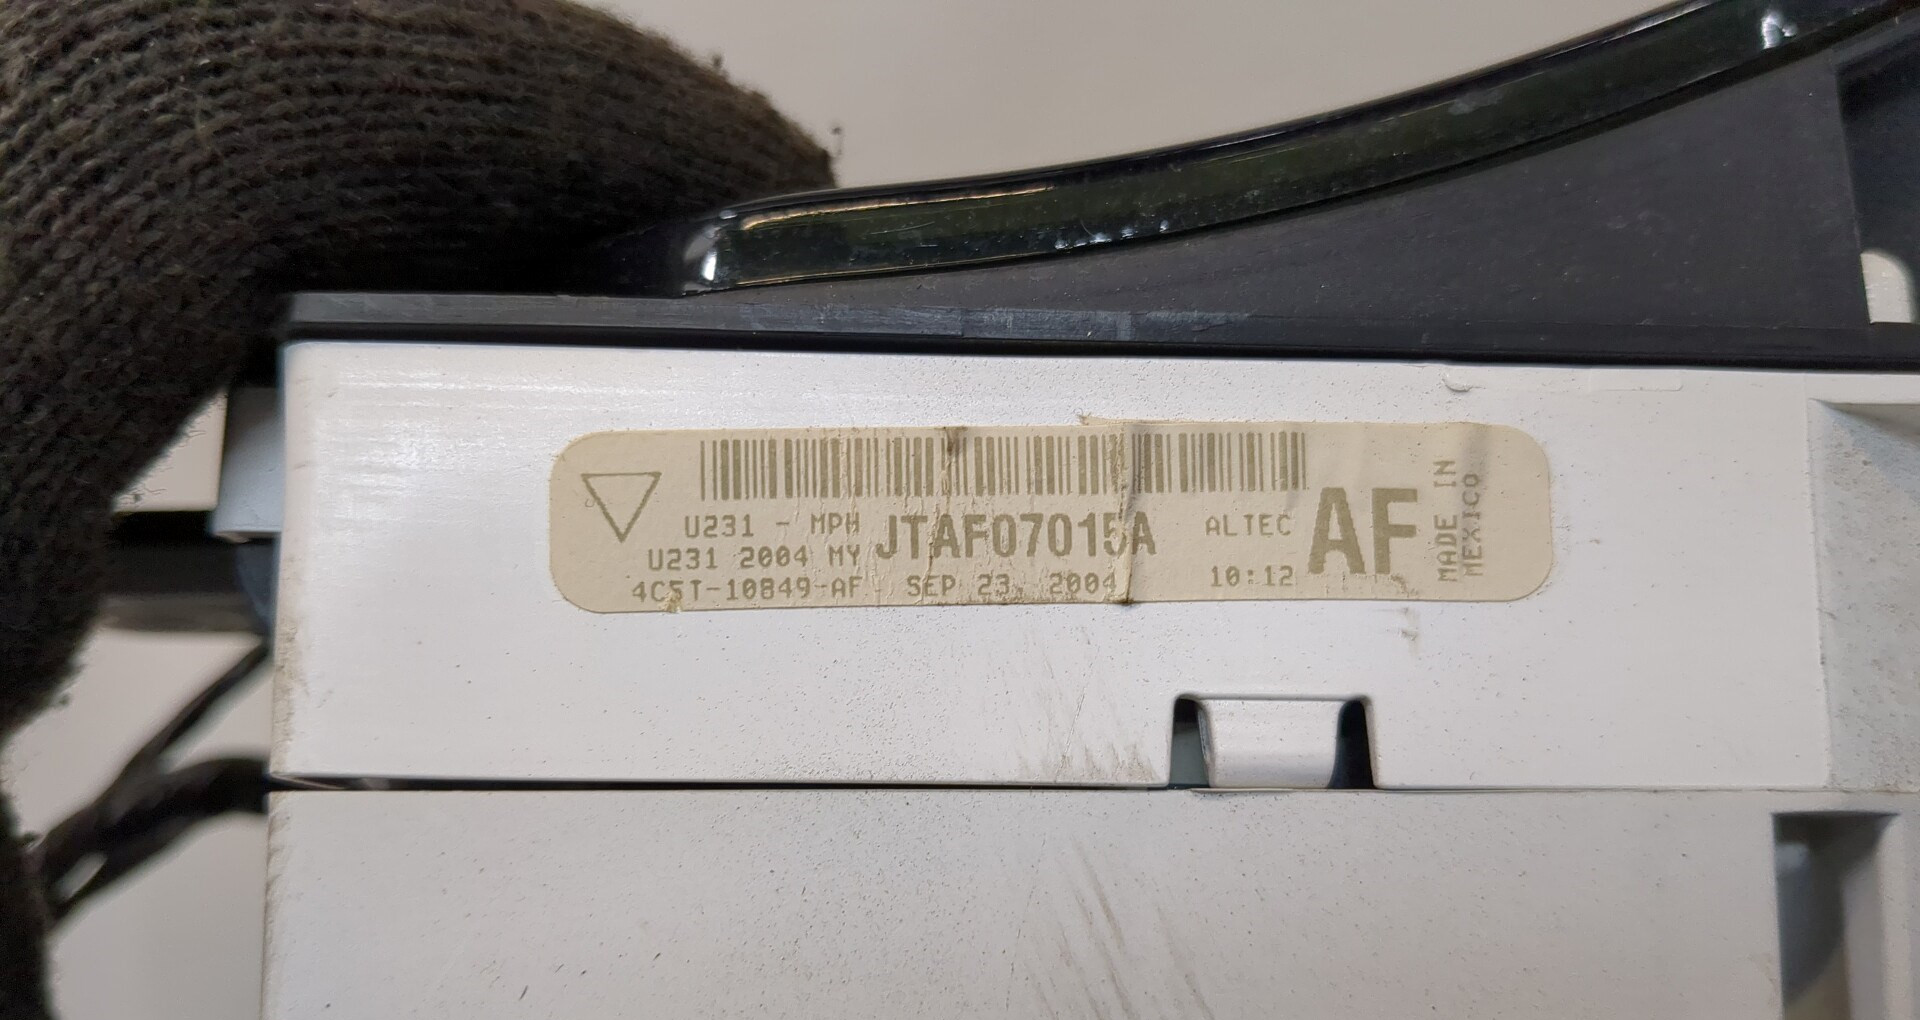 U231 - MPH JTAF07015A ALTEC AF
U231 2004 MY
4C5T-10849-AF SEP 23, 2004 10:12
MADE IN
MEXICO